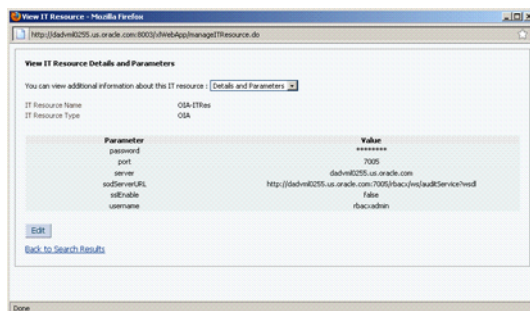 View IT Resource - Mozilla Firefox
http://dadvml0255.us.oracle.com:8003/xlWebApp/manageITResource.do
View IT Resource Details and Parameters
You can view additional information about this IT resource : Details and Parameters
IT Resource Name OIA-ITRes
IT Resource Type OIA
Parameter Value
password ********
port 7005
server dadvml0255.us.oracle.com
sodServerURL http://dadvml0255.us.oracle.com:7005/rbacx/ws/auditService?wsdl
sslEnable false
username rbacxadmin
Edit
Back to Search Results
Done